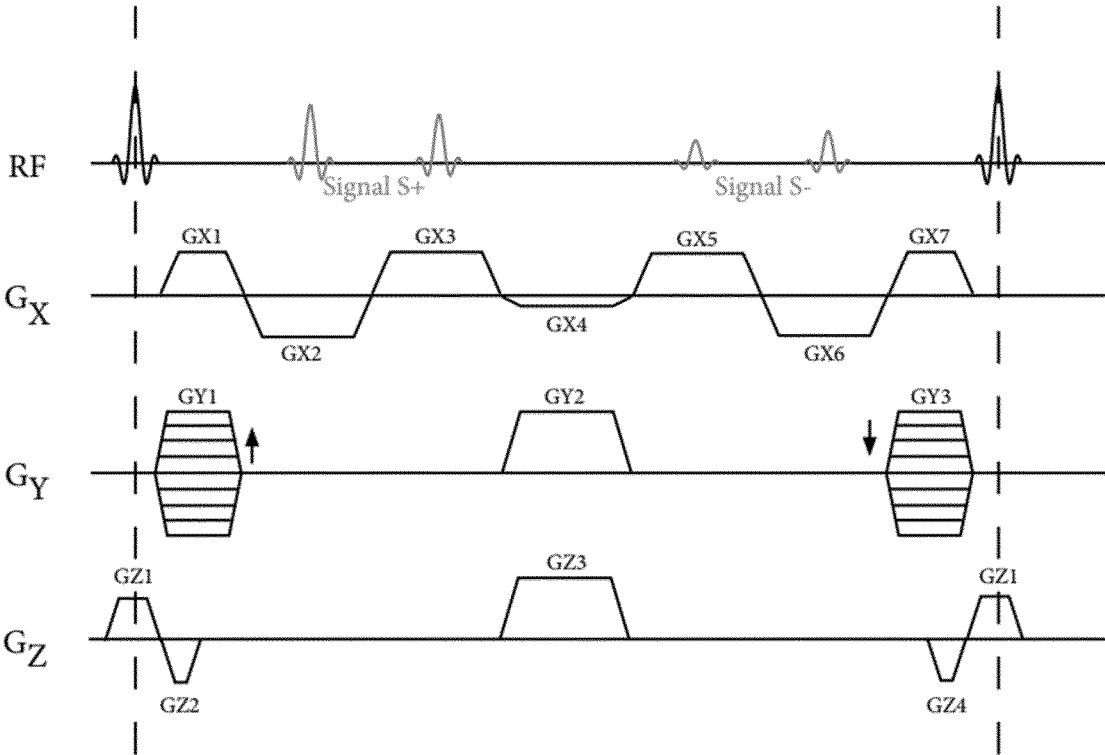 RF
Signal S+
Signal S-
GX
GX1
GX3
GX5
GX7
GX2
GX4
GX6
GY
GY1
GY2
GY3
GZ
GZ1
GZ3
GZ1
GZ2
GZ4